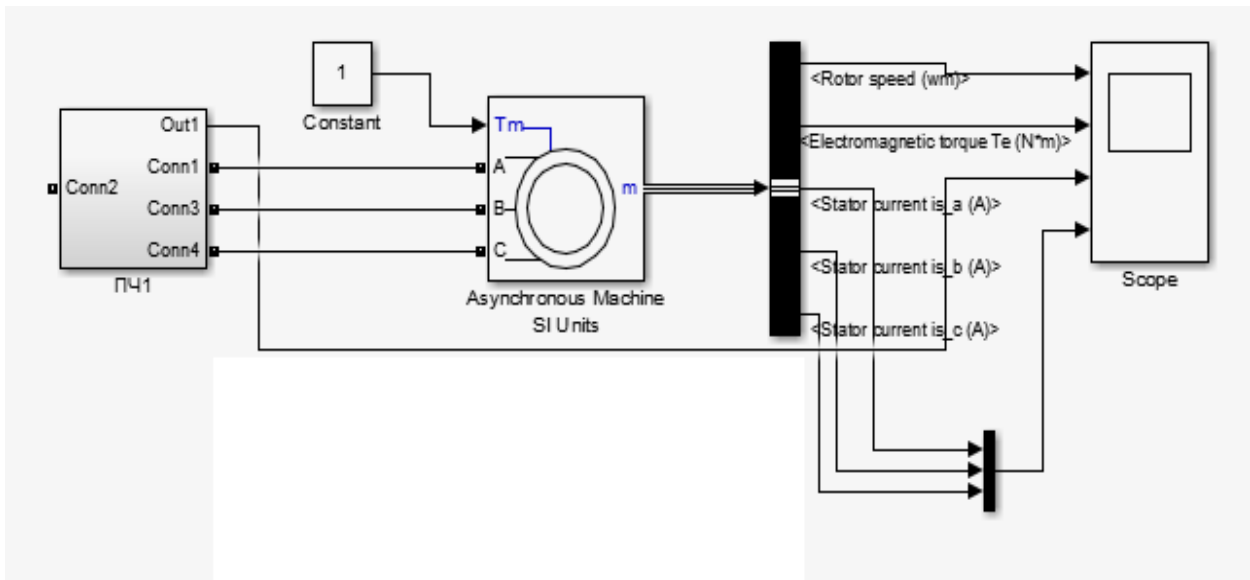 1
Constant
Out1
Conn1
Conn2
Conn3
Conn4
ПЧ1
Tm
A
B
C
m
Asynchronous Machine
SI Units
<Rotor speed (wm)>
<Electromagnetic torque Te (N*m)>
<Stator current is_a (A)>
<Stator current is_b (A)>
<Stator current is_c (A)>
Scope